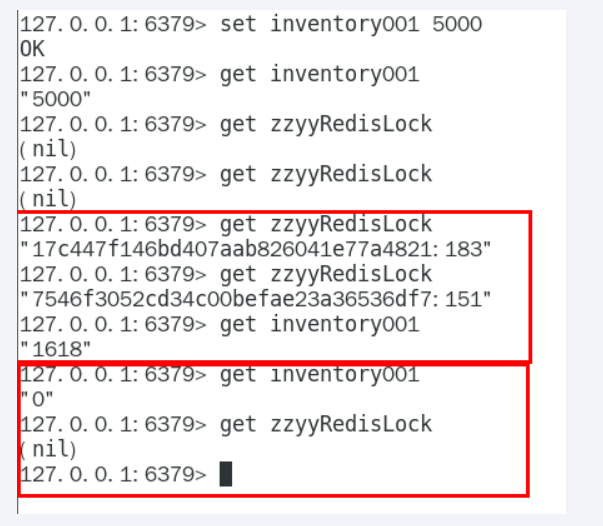 127.0.0.1:6379> set inventory001 5000
OK
127.0.0.1:6379> get inventory001
"5000"
127.0.0.1:6379> get zzyyRedisLock
(nil)
127.0.0.1:6379> get zzyyRedisLock
(nil)
127.0.0.1:6379> get zzyyRedisLock
"17c447f146bd407aab826041e77a4821:183"
127.0.0.1:6379> get zzyyRedisLock
"7546f3052cd34c00befae23a36536df7:151"
127.0.0.1:6379> get inventory001
"1618"
127.0.0.1:6379> get inventory001
"0"
127.0.0.1:6379> get zzyyRedisLock
(nil)
127.0.0.1:6379>